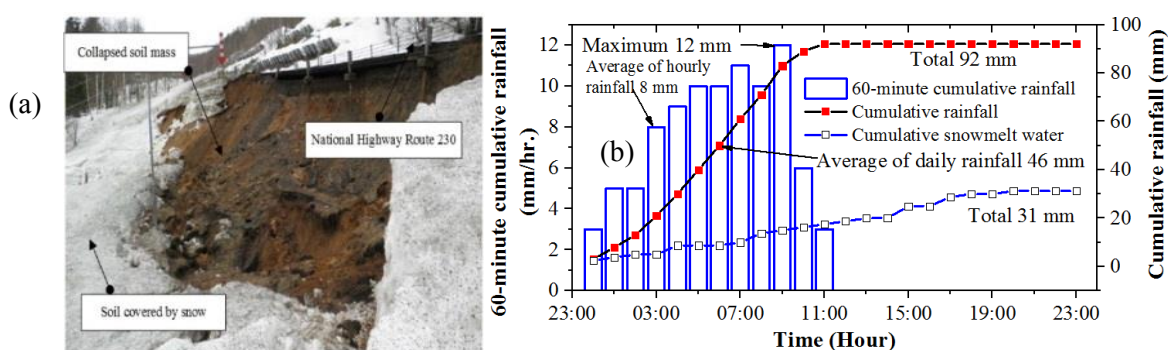 (a)
Collapsed soil mass
National Highway Route 230
Soil covered by snow
60-minute cumulative rainfall
(mm/hr.)
12
10
8
6
4
2
0
(b)
Maximum 12 mm
Average of hourly
rainfall 8 mm
Total 92 mm
60-minute cumulative rainfall
Cumulative rainfall
Cumulative snowmelt water
Average of daily rainfall 46 mm
Total 31 mm
100
80
60
40
20
0
Cumulative rainfall (mm)
23:00 03:00 07:00 11:00 15:00 19:00 23:00
Time (Hour)